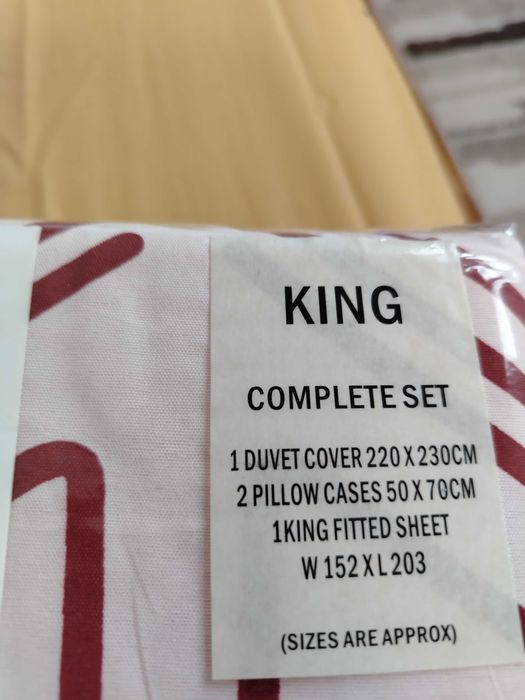 KING
COMPLETE SET
1 DUVET COVER 220 X 230CM
2 PILLOW CASES 50 X 70CM
1KING FITTED SHEET
W 152 X L 203
(SIZES ARE APPROX)